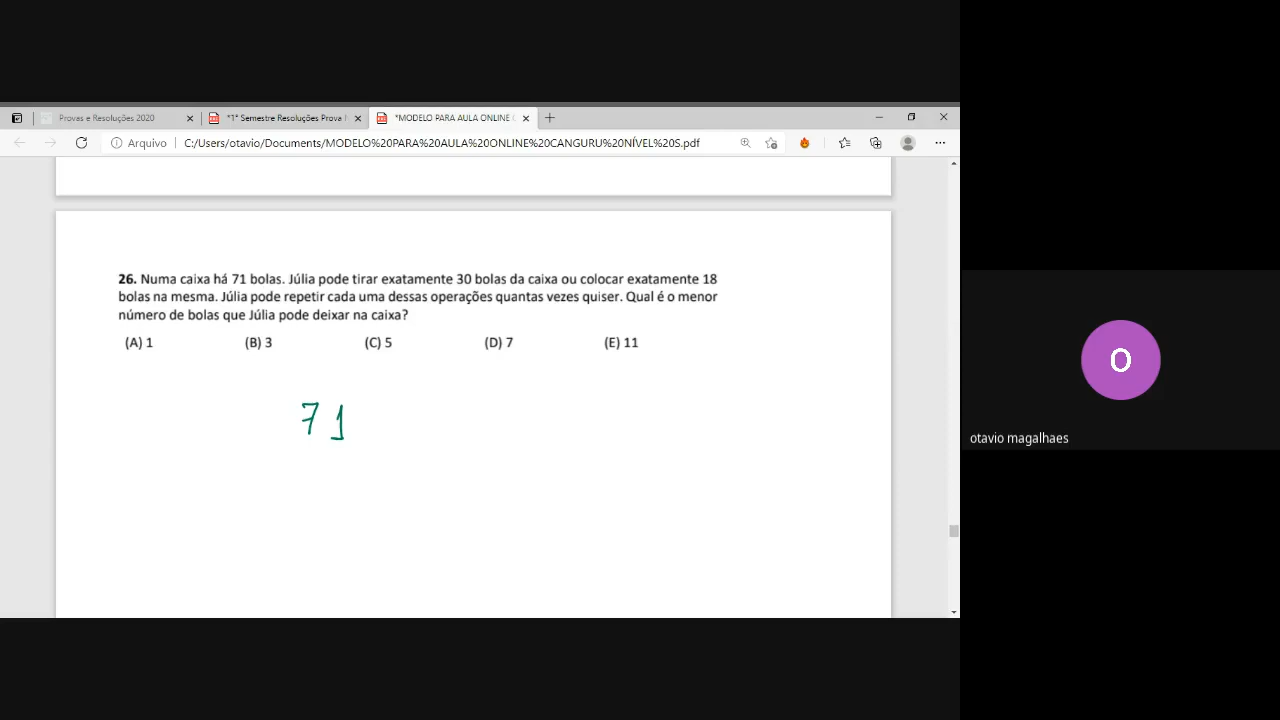 Provas e Resoluções 2020
*1° Semestre Resoluções Prova
*MODELO PARA AULA ONLINE
Arquivo
C:/Users/otavio/Documents/MODELO%20PARA%20AULA%20ONLINE%20CANGURU%20NÍVEL%20S.pdf
26. Numa caixa há 71 bolas. Júlia pode tirar exatamente 30 bolas da caixa ou colocar exatamente 18
bolas na mesma. Júlia pode repetir cada uma dessas operações quantas vezes quiser. Qual é o menor
número de bolas que Júlia pode deixar na caixa?
(A) 1 (B) 3 (C) 5 (D) 7 (E) 11
71
O
otavio magalhaes